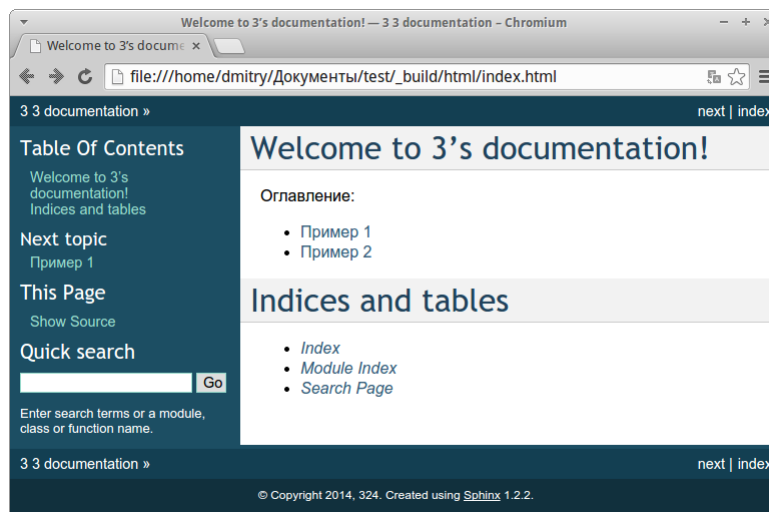 Welcome to 3's documentation! — 3 3 documentation – Chromium
Welcome to 3's docume
file:///home/dmitry/Документы/test/_build/html/index.html
3 3 documentation »
next | index
Table Of Contents
Welcome to 3's
documentation!
Indices and tables
Next topic
Пример 1
This Page
Show Source
Quick search
Go
Enter search terms or a module,
class or function name.
Welcome to 3's documentation!
Оглавление:
Пример 1
Пример 2
Indices and tables
Index
Module Index
Search Page
3 3 documentation »
next | index
© Copyright 2014, 324. Created using Sphinx 1.2.2.